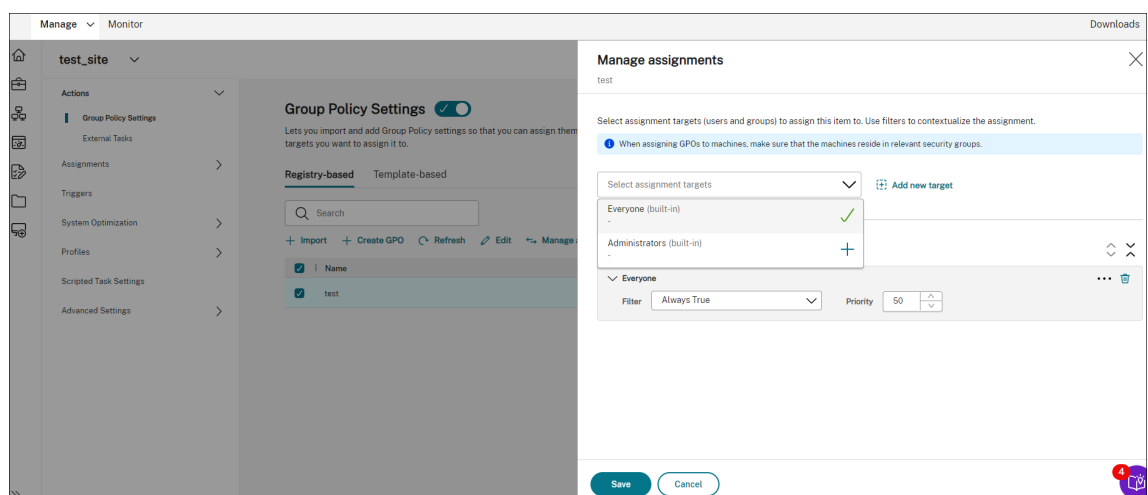 Manage Monitor Downloads
test_site
Actions
Group Policy Settings
External Tasks
Assignments
Triggers
System Optimization
Profiles
Scripted Task Settings
Advanced Settings
Group Policy Settings
Lets you import and add Group Policy settings so that you can assign them
targets you want to assign it to.
Registry-based Template-based
Search
Import Create GPO Refresh Edit Manage
Name
test
Manage assignments
test
Select assignment targets (users and groups) to assign this item to. Use filters to contextualize the assignment.
When assigning GPOs to machines, make sure that the machines reside in relevant security groups.
Select assignment targets Add new target
Everyone (built-in)
-
Administrators (built-in)
-
Everyone
Filter Always True Priority 50
Save Cancel
4